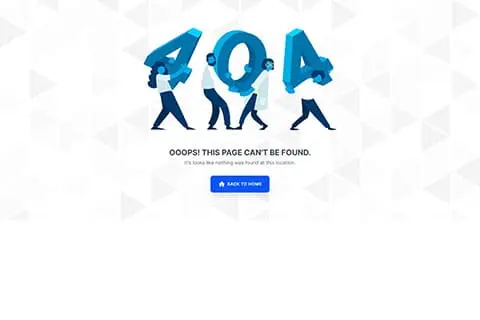 404
OOOPS! THIS PAGE CAN'T BE FOUND.
It's looks like nothing was found at this location.
BACK TO HOME